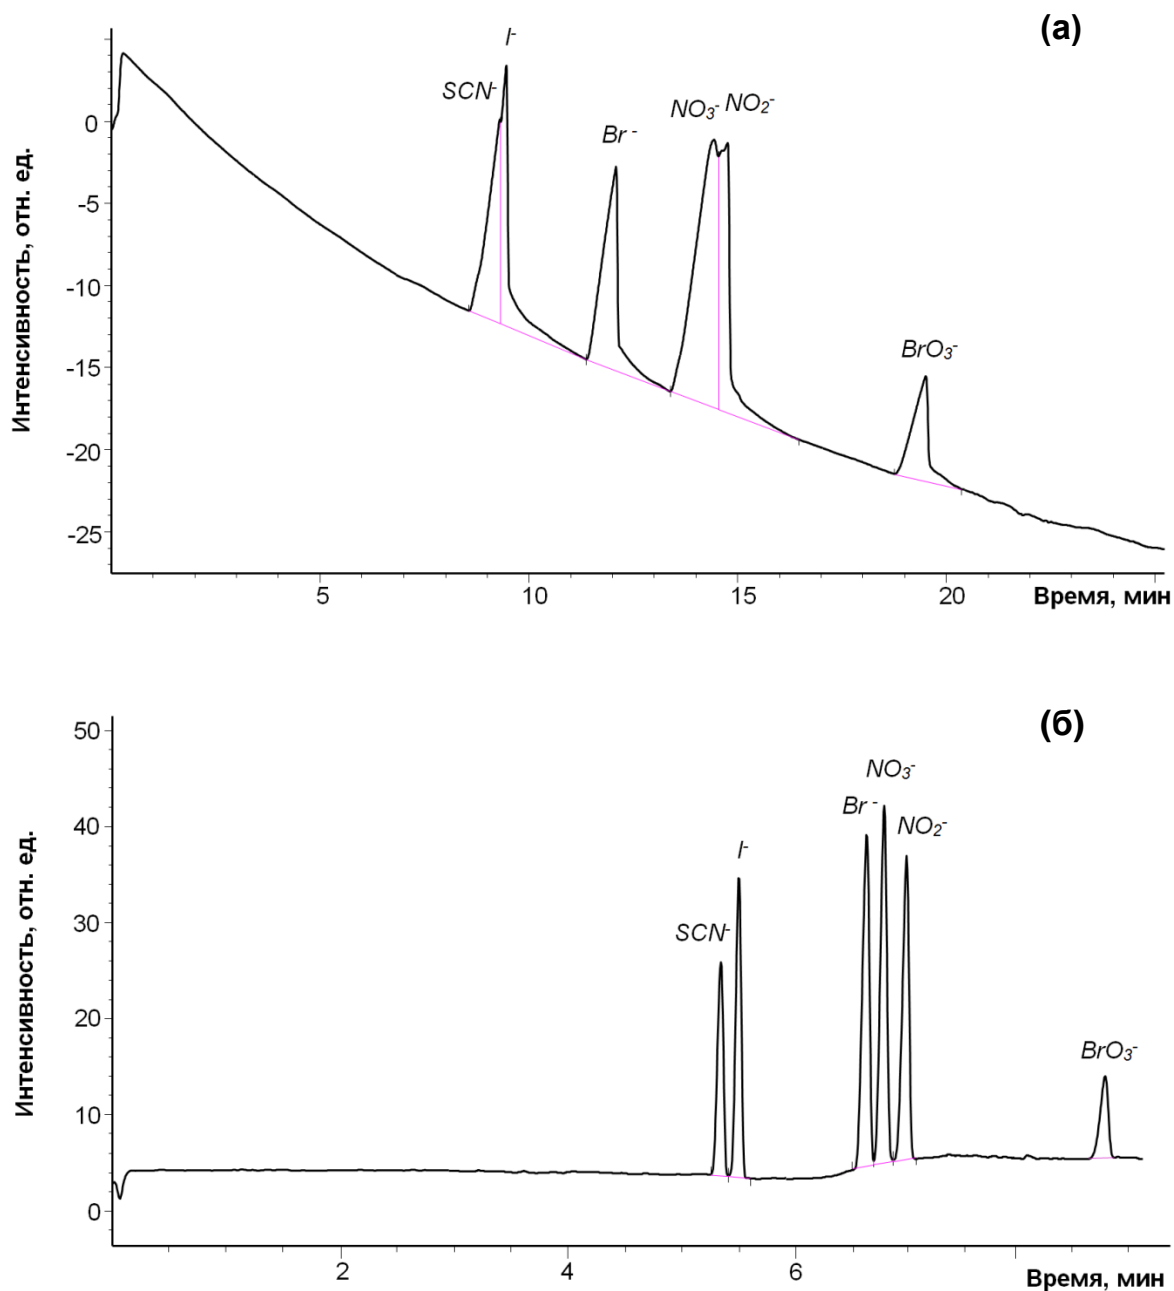 (а)
I-
SCN-
Br -
NO3- NO2-
BrO3-
Интенсивность, отн. ед.
0
-5
-10
-15
-20
-25
5 10 15 20 Время, мин
(б)
NO3-
Br -
NO2-
I-
SCN-
BrO3-
Интенсивность, отн. ед.
50
40
30
20
10
0
2 4 6 Время, мин